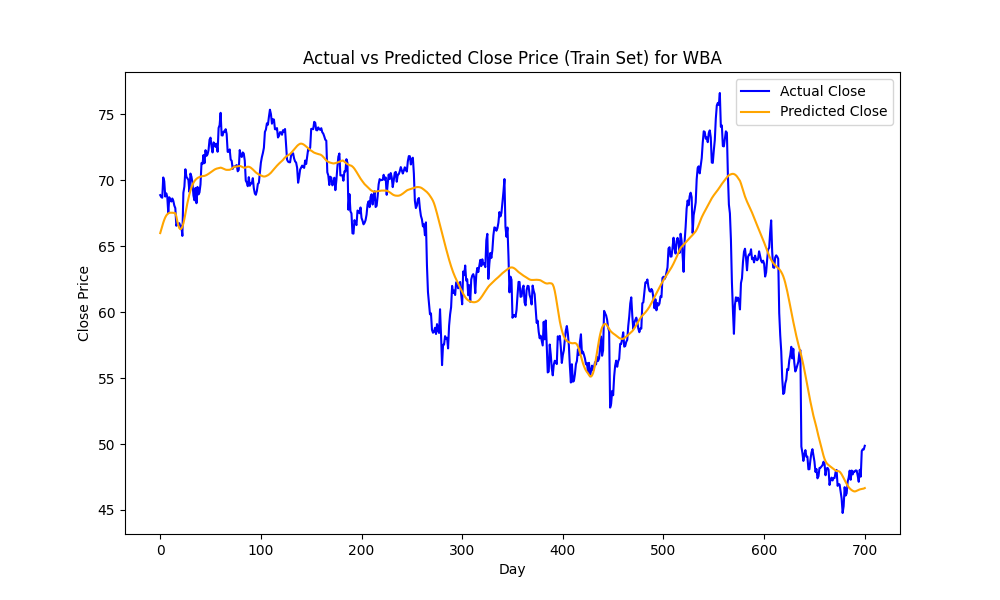 Actual vs Predicted Close Price (Train Set) for WBA
Actual Close
Predicted Close
Close Price
75
70
65
60
55
50
45
0 100 200 300 400 500 600 700
Day